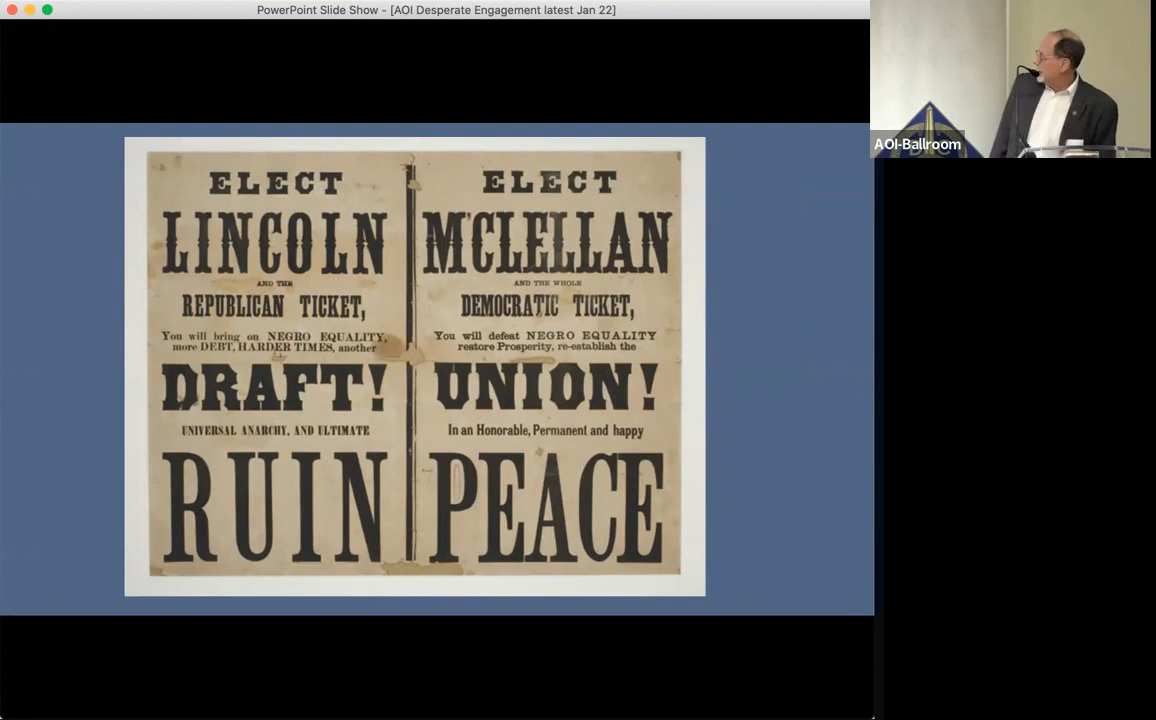 PowerPoint Slide Show - [AOI Desperate Engagement latest Jan 22]
AOI-Ballroom
ELECT
LINCOLN
AND THE
REPUBLICAN TICKET,
You will bring on NEGRO EQUALITY,
more DEBT, HARDER TIMES, another
DRAFT!
UNIVERSAL ANARCHY, AND ULTIMATE
RUIN
ELECT
McLELLAN
AND THE WHOLE
DEMOCRATIC TICKET,
You will defeat NEGRO EQUALITY
restore Prosperity, re-establish the
UNION!
In an Honorable, Permanent and happy
PEACE